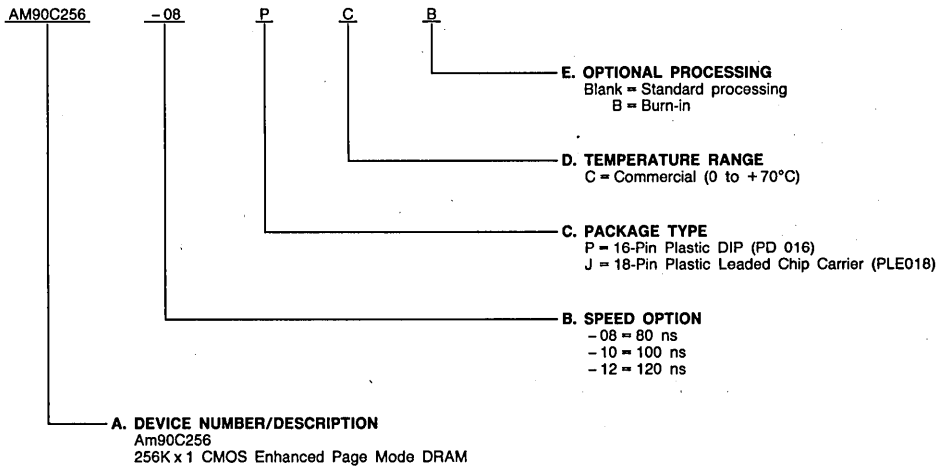 AM90C256 -08 P C B
E. OPTIONAL PROCESSING
Blank = Standard processing
B = Burn-in
D. TEMPERATURE RANGE
C = Commercial (0 to +70°C)
C. PACKAGE TYPE
P = 16-Pin Plastic DIP (PD 016)
J = 18-Pin Plastic Leaded Chip Carrier (PLE018)
B. SPEED OPTION
-08 = 80 ns
-10 = 100 ns
-12 = 120 ns
A. DEVICE NUMBER/DESCRIPTION
Am90C256
256K x 1 CMOS Enhanced Page Mode DRAM